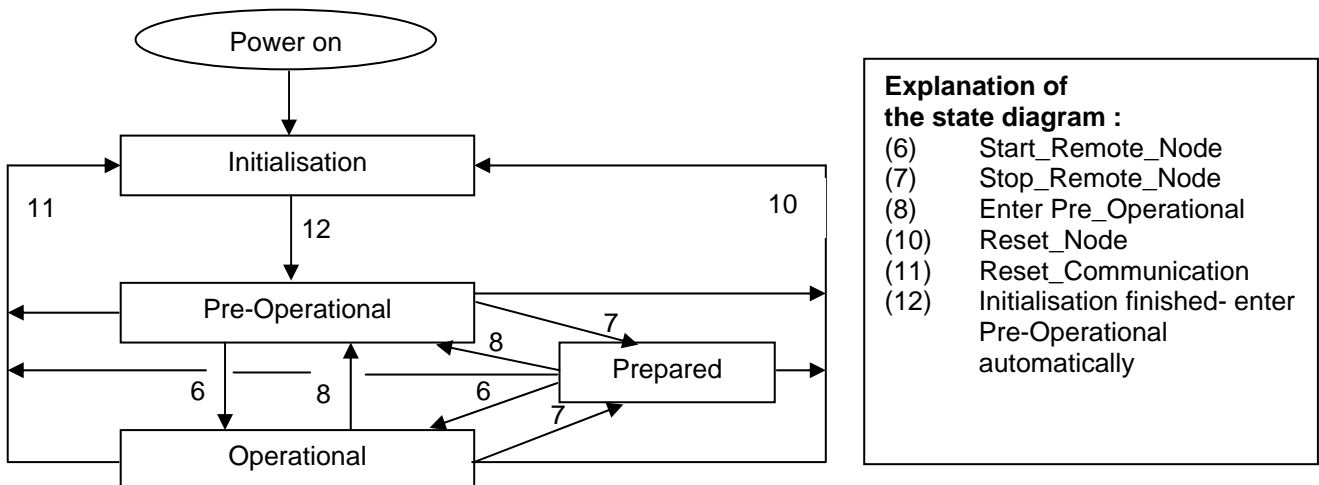 Power on
Initialisation
11
10
12
Pre-Operational
7
8
Prepared
6
8
6
7
Operational
Explanation of
the state diagram :
(6) Start_Remote_Node
(7) Stop_Remote_Node
(8) Enter Pre_Operational
(10) Reset_Node
(11) Reset_Communication
(12) Initialisation finished- enter
Pre-Operational
automatically